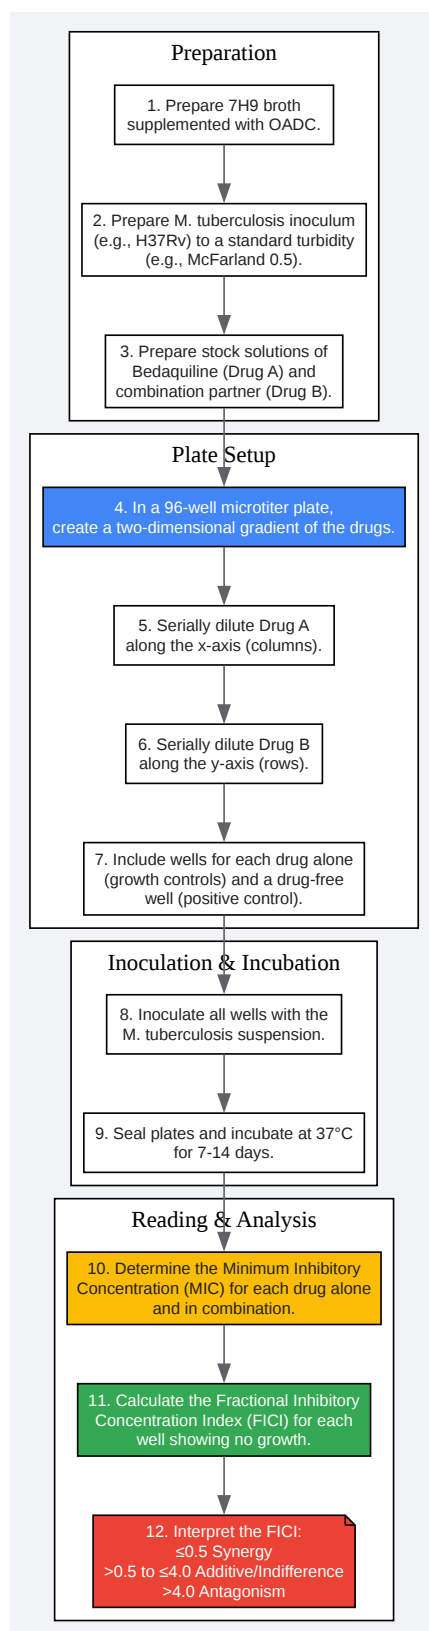 Preparation
1. Prepare 7H9 broth
supplemented with OADC.
2. Prepare M. tuberculosis inoculum
(e.g., H37Rv) to a standard turbidity
(e.g., McFarland 0.5).
3. Prepare stock solutions of
Bedaquiline (Drug A) and
combination partner (Drug B).
Plate Setup
4. In a 96-well microtiter plate,
create a two-dimensional gradient of the drugs.
5. Serially dilute Drug A
along the x-axis (columns).
6. Serially dilute Drug B
along the y-axis (rows).
7. Include wells for each drug alone
(growth controls) and a drug-free
well (positive control).
Inoculation & Incubation
8. Inoculate all wells with the
M. tuberculosis suspension.
9. Seal plates and incubate at 37°C
for 7-14 days.
Reading & Analysis
10. Determine the Minimum Inhibitory
Concentration (MIC) for each drug alone
and in combination.
11. Calculate the Fractional Inhibitory
Concentration Index (FICI) for each
well showing no growth.
12. Interpret the FICI:
≤0.5 Synergy
>0.5 to ≤4.0 Additive/Indifference
>4.0 Antagonism